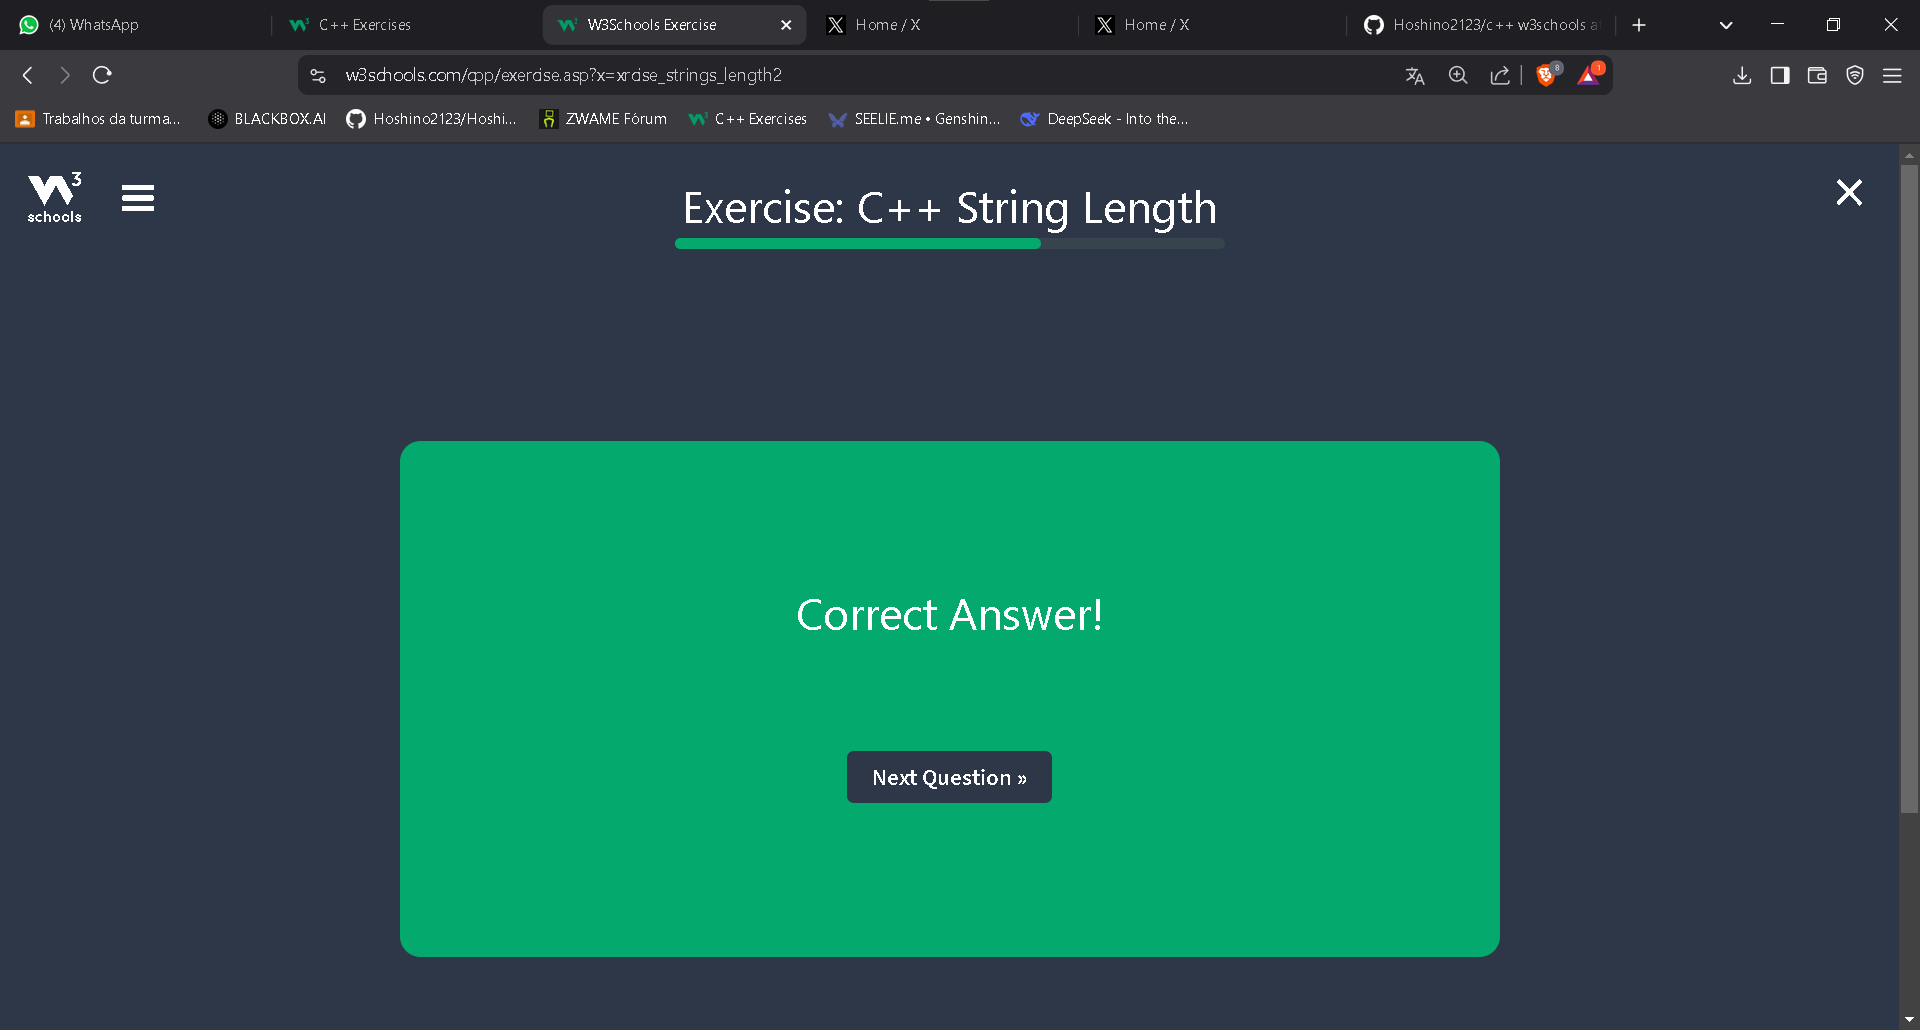 (4) WhatsApp
C++ Exercises
W3Schools Exercise
Home / X
Home / X
Hoshino2123/c++ w3schools a
w3schools.com/cpp/exercise.asp?x=xrcise_strings_length2
8
1
Trabalhos da turma...
BLACKBOX.AI
Hoshino2123/Hoshi...
ZWAME Fórum
C++ Exercises
SEELIE.me • Genshin...
DeepSeek - Into the...
W3
schools
Exercise: C++ String Length
Correct Answer!
Next Question »